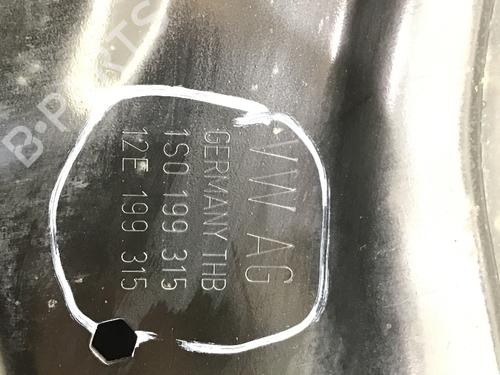 VW AG
GERMANY THB
1S0 199 315
12E 199 315
B-P